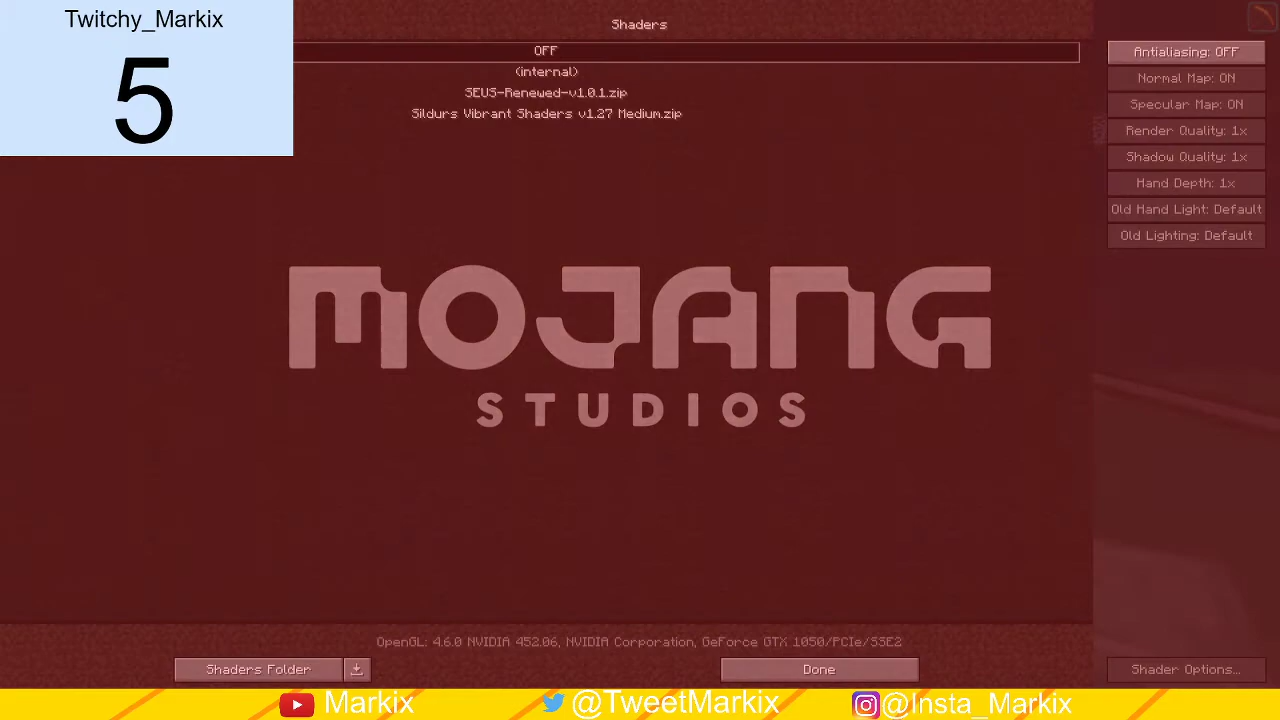 Twitchy_Markix
5
Shaders
OFF
(internal)
SEUS-Renewed-v1.0.1.zip
Sildurs Vibrant Shaders v1.27 Medium.zip
Antialiasing: OFF
Normal Map: ON
Specular Map: ON
Render Quality: 1x
Shadow Quality: 1x
Hand Depth: 1x
Old Hand Light: Default
Old Lighting: Default
MOJANG
STUDIOS
OpenGL: 4.6.0 NVIDIA 452.06, NVIDIA Corporation, GeForce GTX 1050/PCIe/SSE2
Shaders Folder
Done
Shader Options...
Markix
@TweetMarkix
@Insta_Markix